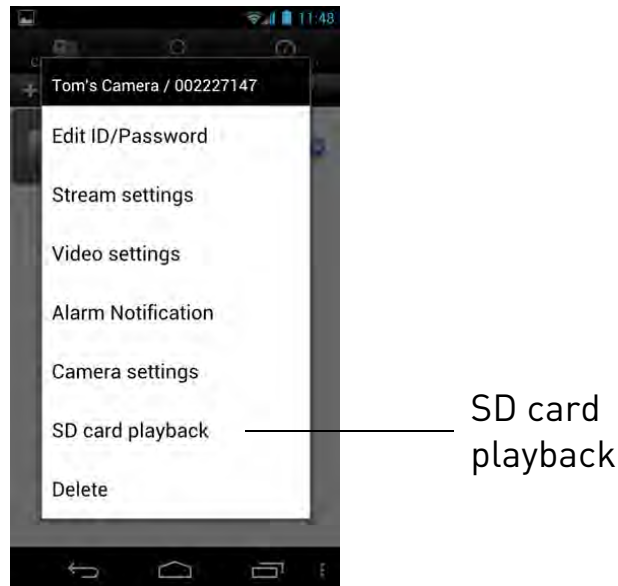 11:48
Tom's Camera / 002227147
Edit ID/Password
Stream settings
Video settings
Alarm Notification
Camera settings
SD card playback
Delete
SD card
playback